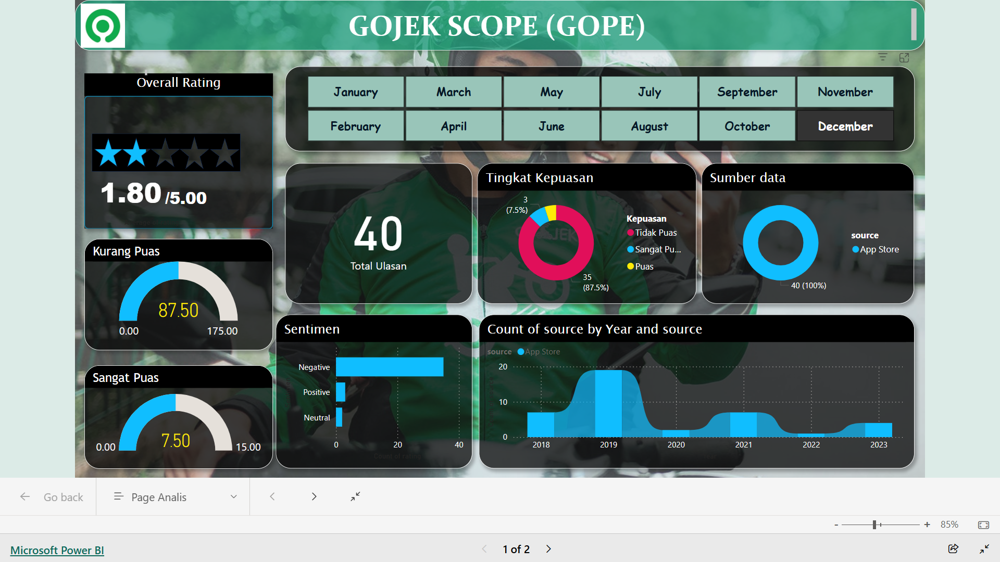 GOJEK SCOPE (GOPE)
Overall Rating
1.80 /5.00
January
March
May
July
September
November
February
April
June
August
October
December
Kurang Puas
87.50
0.00
175.00
Sangat Puas
7.50
0.00
15.00
40
Total Ulasan
Tingkat Kepuasan
3
(7.5%)
35
(87.5%)
Kepuasan
Tidak Puas
Sangat Pu...
Puas
Sumber data
40 (100%)
source
App Store
Sentimen
Negative
Positive
Neutral
0
20
40
Count of rating
Count of source by Year and source
source
App Store
20
10
0
2018
2019
2020
2021
2022
2023
Go back
Page Analis
- + 85%
Microsoft Power BI
1 of 2